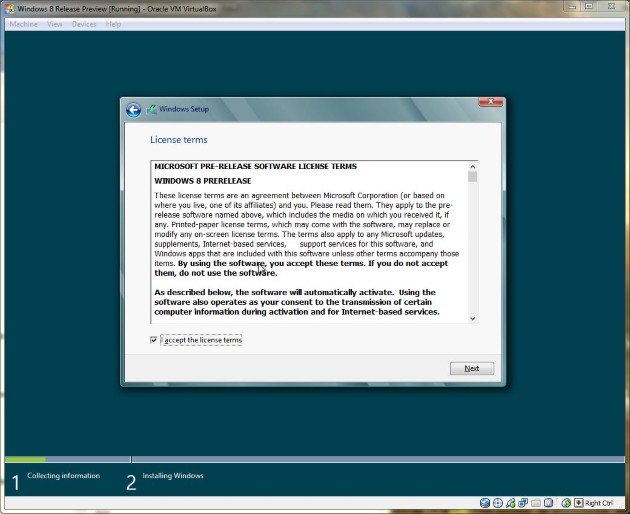 Windows 8 Release Preview [Running] - Oracle VM VirtualBox
Machine View Devices Help
Windows Setup
License terms
MICROSOFT PRE-RELEASE SOFTWARE LICENSE TERMS
WINDOWS 8 PRERELEASE
These license terms are an agreement between Microsoft Corporation (or based on
where you live, one of its affiliates) and you. Please read them. They apply to the pre-
release software named above, which includes the media on which you received it, if
any. Printed-paper license terms, which may come with the software, may replace or
modify any on-screen license terms. The terms also apply to any Microsoft updates,
supplements, Internet-based services, support services for this software, and
Windows apps that are included with this software unless other terms accompany those
items. By using the software, you accept these terms. If you do not accept
them, do not use the software.
As described below, the software will automatically activate. Using the
software also operates as your consent to the transmission of certain
computer information during activation and for Internet-based services.
I accept the license terms
Next
1 Collecting information 2 Installing Windows
Right Ctrl